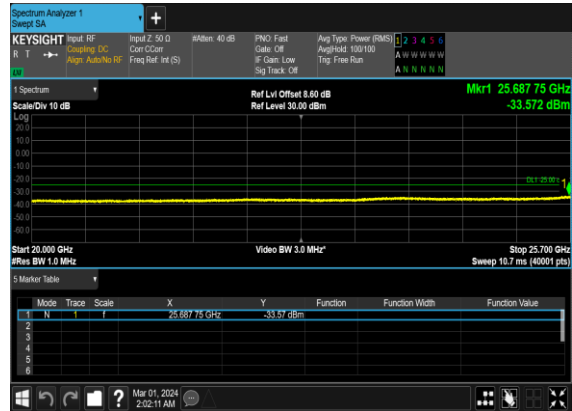 Spectrum Analyzer 1
Swept SA
+
KEYSIGHT Input: RF Input Z: 50 Ω #Atten: 40 dB PNO: Fast Avg Type: Power (RMS) 1 2 3 4 5 6
R T Coupling: DC Corr CCorr Gate: Off Avg|Hold: 100/100 A W W W W W
Align: Auto/No RF Freq Ref: Int (S) IF Gain: Low Trig: Free Run
Sig Track: Off A N N N N N
1 Spectrum Ref Lvl Offset 8.60 dB Mkr1 25.687 75 GHz
Scale/Div 10 dB Ref Level 30.00 dBm -33.572 dBm
Log
20.0
10.0
0.00
-10.0
-20.0 DL1 -25.00
1
-30.0
-40.0
-50.0
-60.0
Start 20.000 GHz Video BW 3.0 MHz* Stop 25.700 GHz
#Res BW 1.0 MHz Sweep 10.7 ms (40001 pts)
5 Marker Table
Mode Trace Scale X Y Function Function Width Function Value
1 N 1 f 25.687 75 GHz -33.57 dBm
2
3
4
5
6
? Mar 01, 2024
2:02:11 AM